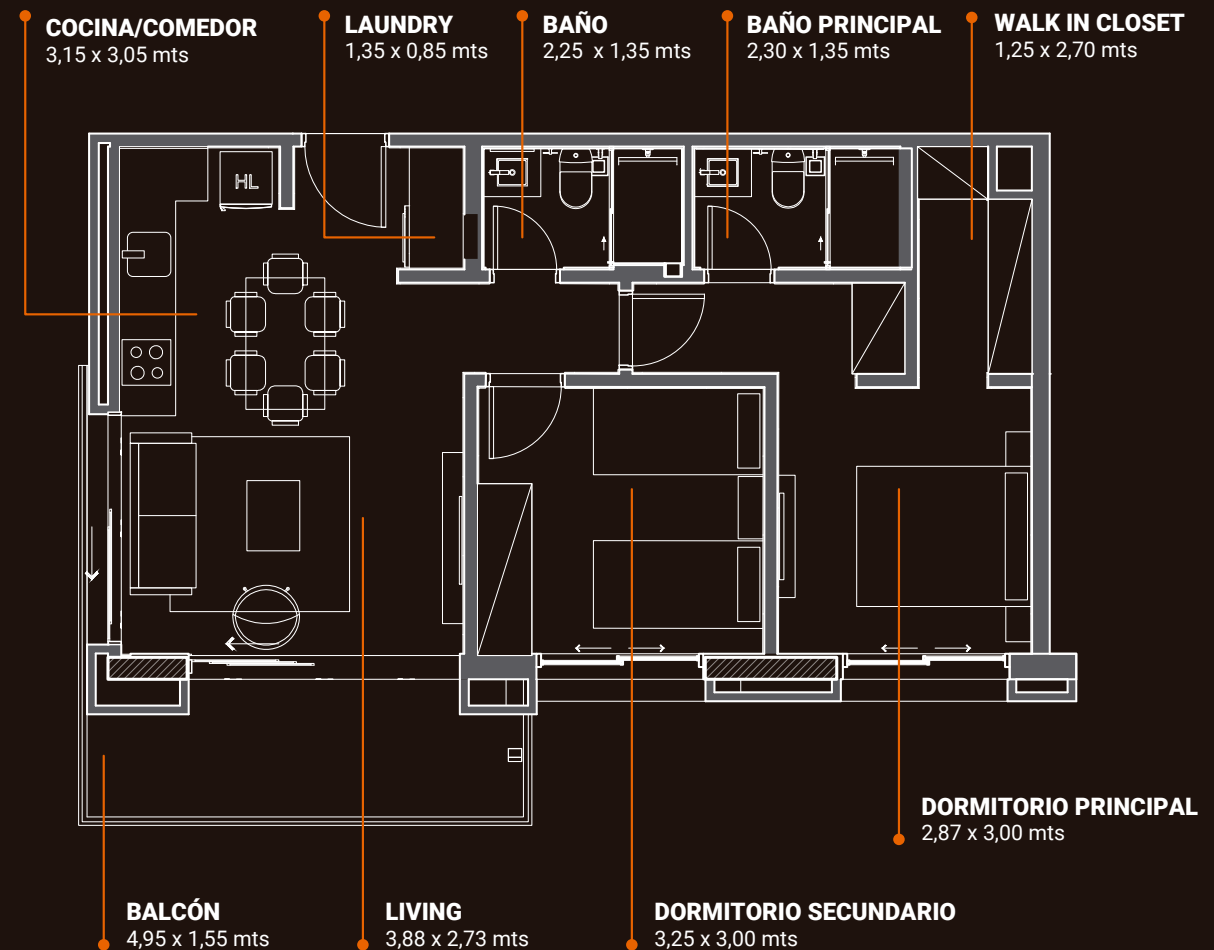 COCINA/COMEDOR
3,15 x 3,05 mts
LAUNDRY
1,35 x 0,85 mts
BAÑO
2,25 x 1,35 mts
BAÑO PRINCIPAL
2,30 x 1,35 mts
WALK IN CLOSET
1,25 x 2,70 mts
HL
DORMITORIO PRINCIPAL
2,87 x 3,00 mts
BALCÓN
4,95 x 1,55 mts
LIVING
3,88 x 2,73 mts
DORMITORIO SECUNDARIO
3,25 x 3,00 mts